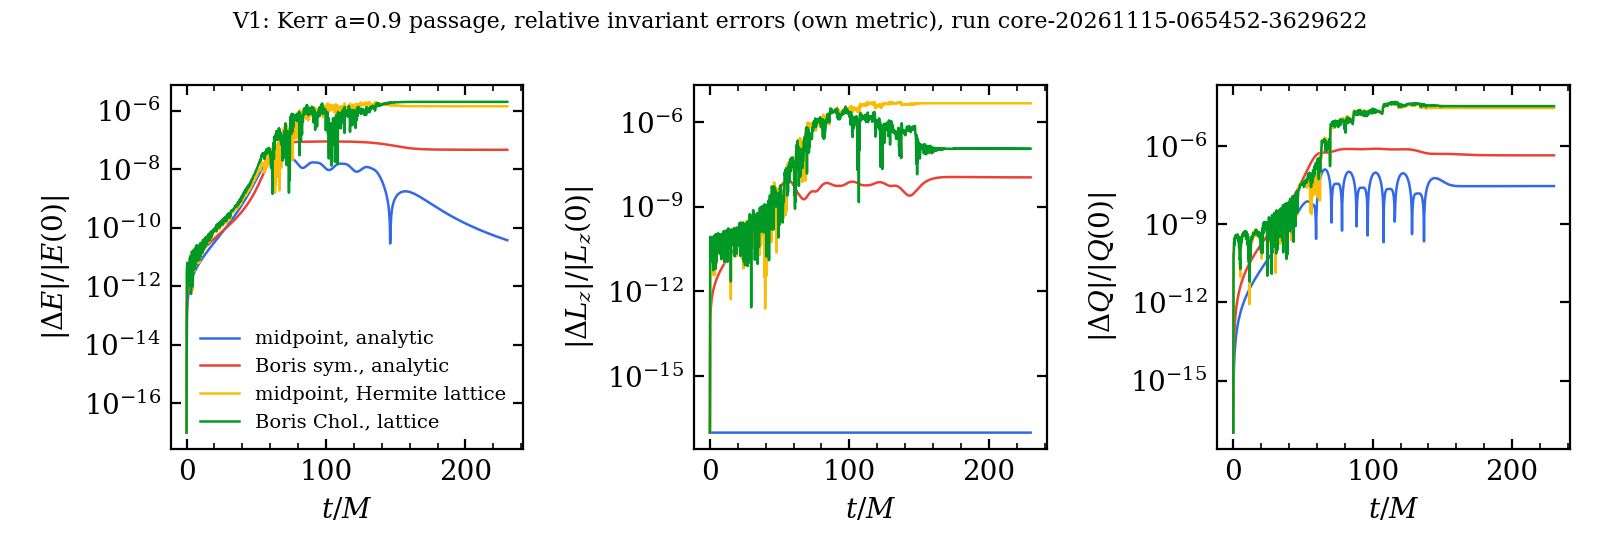 V1: Kerr a=0.9 passage, relative invariant errors (own metric), run core-20261115-065452-3629622
|ΔE|/|E(0)|
10⁻⁶
10⁻⁸
10⁻¹⁰
10⁻¹²
10⁻¹⁴
10⁻¹⁶
midpoint, analytic
Boris sym., analytic
midpoint, Hermite lattice
Boris Chol., lattice
0 100 200
t/M
|ΔL_z|/|L_z(0)|
10⁻⁶
10⁻⁹
10⁻¹²
10⁻¹⁵
0 100 200
t/M
|ΔQ|/|Q(0)|
10⁻⁶
10⁻⁹
10⁻¹²
10⁻¹⁵
0 100 200
t/M